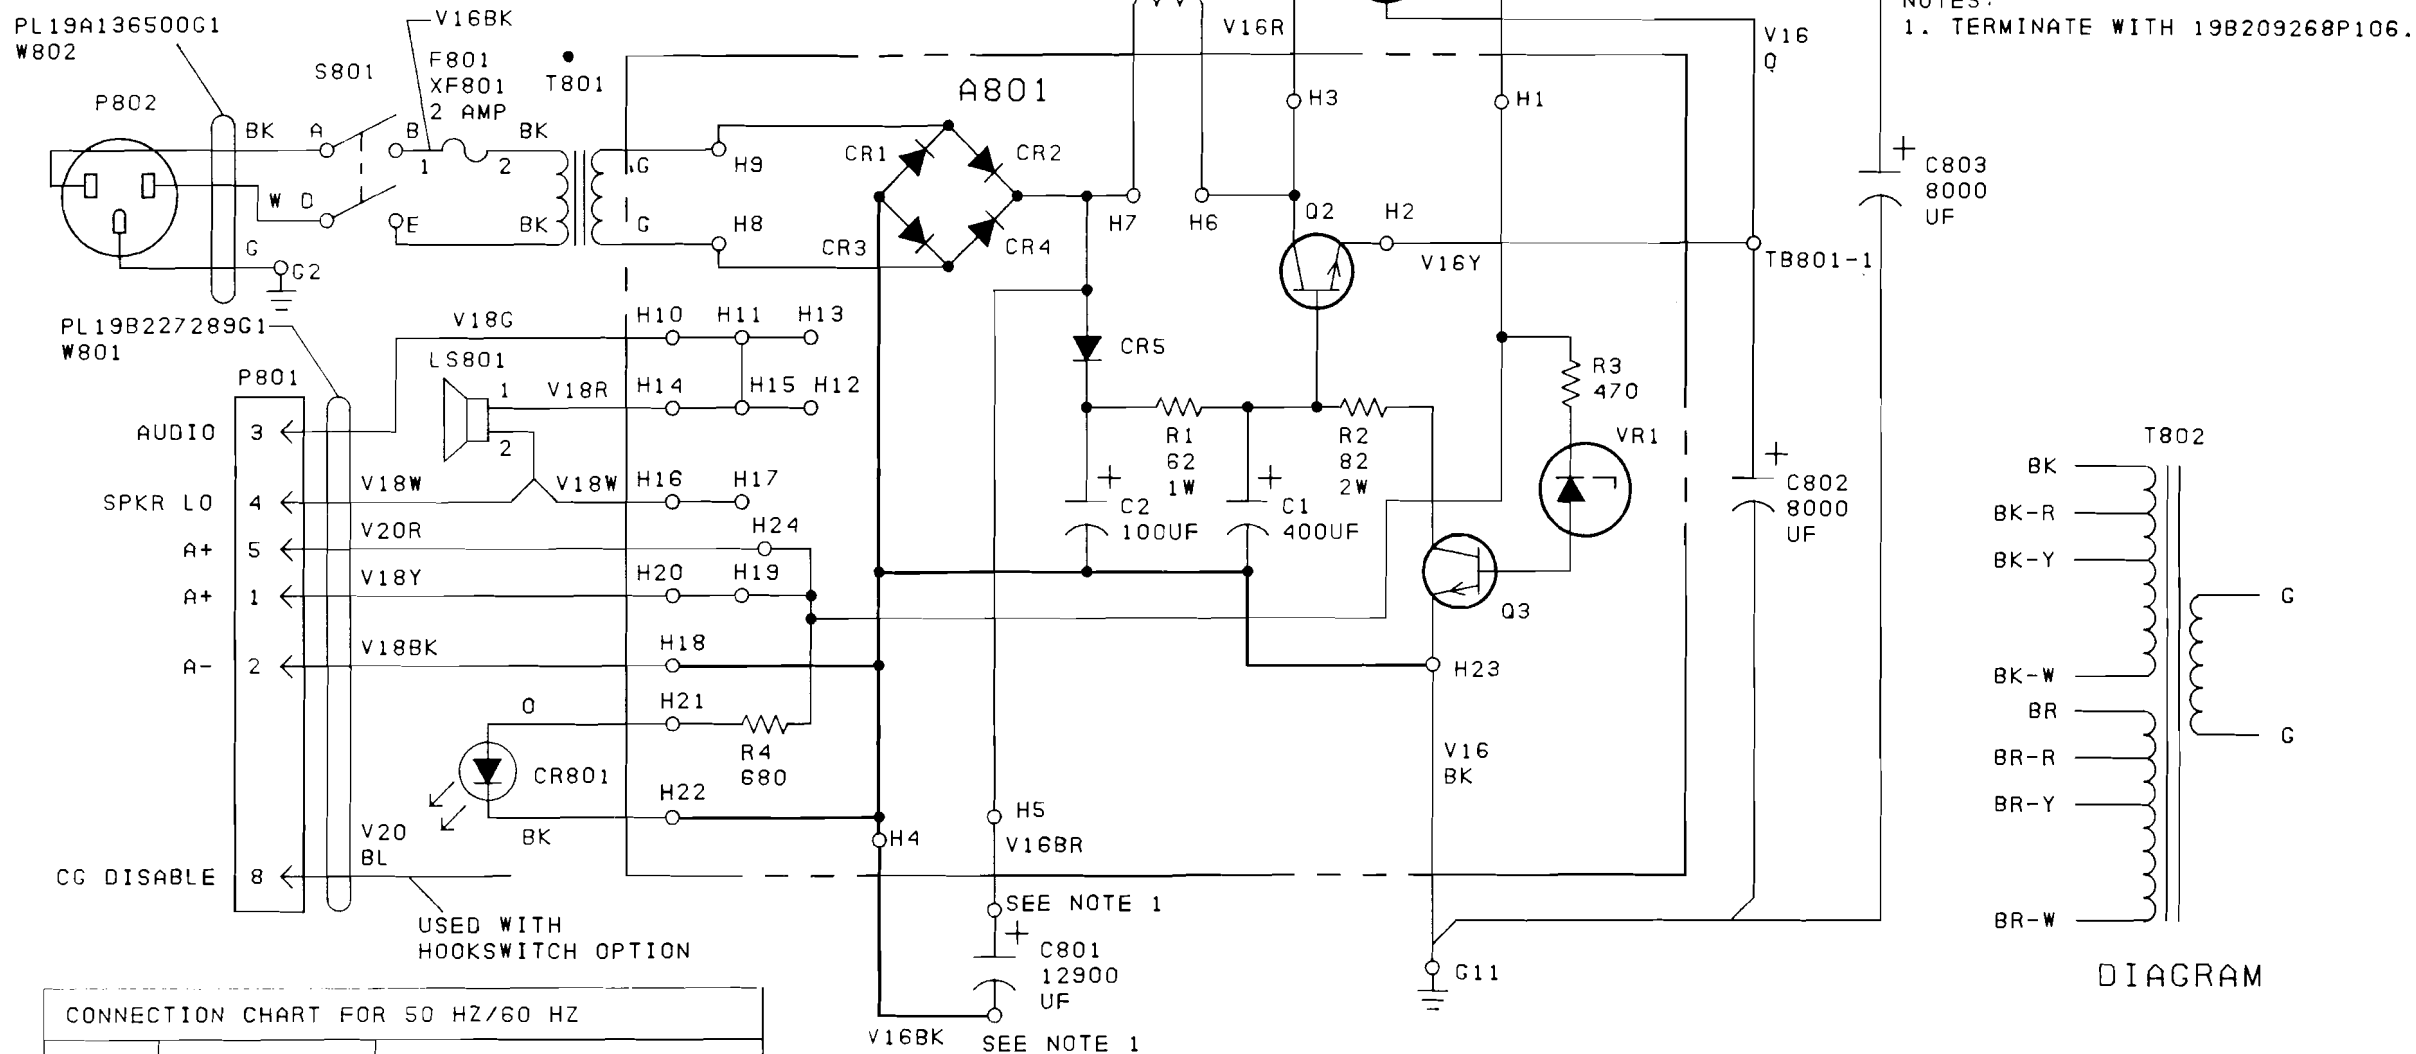 PL19A136500G1
W802
V16BK
P802
S801
F801
XF801
2 AMP
T801
A801
V16R
V16
O
1. TERMINATE WITH 19B209268P106.
BK
A
B
1
2
BK
G
H9
CR1
CR2
H3
H1
+
C803
8000
UF
W
D
E
BK
G
H8
CR3
CR4
H7
H6
Q2
H2
V16Y
TB801-1
G
G2
PL19B227289G1
W801
V18G
H10
H11
H13
LS801
1
2
V18R
H14
H15
H12
CR5
R3
470
P801
AUDIO
3
R1
62
1W
R2
82
2W
VR1
T802
SPKR LO
4
V18W
V18W
H16
H17
+
C2
100UF
+
C1
400UF
+
C802
8000
UF
A+
5
V20R
H24
A+
1
V18Y
H20
H19
Q3
A-
2
V18BK
H18
H23
O
H21
R4
680
CR801
BK
H22
V16
BK
H5
V16BR
H4
CG DISABLE
8
V20
BL
USED WITH
HOOKSWITCH OPTION
SEE NOTE 1
+
C801
12900
UF
G11
V16BK
SEE NOTE 1
BK
BK-R
BK-Y
BK-W
BR
BR-R
BR-Y
BR-W
G
G
DIAGRAM
CONNECTION CHART FOR 50 HZ/60 HZ